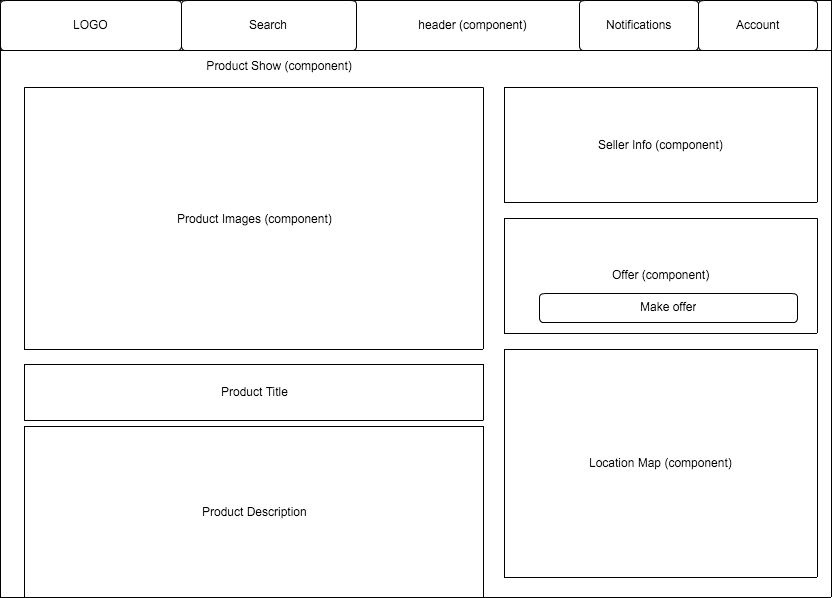 LOGO
Search
header (component)
Notifications
Account
Product Show (component)
Product Images (component)
Seller Info (component)
Offer (component)
Make offer
Product Title
Location Map (component)
Product Description